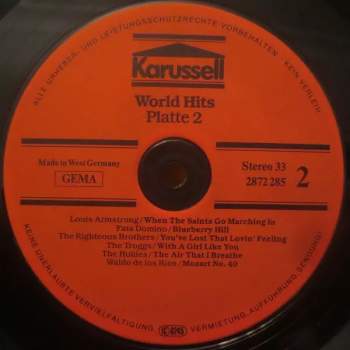 ALLE URHEBER- UND LEISTUNGSSCHUTZRECHTE VORBEHALTEN · KEIN VERLEIH!
Karussell
World Hits
Platte 2
Made in West Germany
GEMA
Stereo 33
2872 285
2
Louis Armstrong/When The Saints Go Marching In
Fats Domino/Blueberry Hill
The Righteous Brothers/You've Lost That Lovin' Feeling
The Troggs/With A Girl Like You
The Hollies/The Air That I Breathe
Waldo de los Rios/Mozart No. 40
KEINE UNERLAUBTE VERVIELFÄLTIGUNG, VERMIETUNG, AUFFÜHRUNG, SENDUNG!